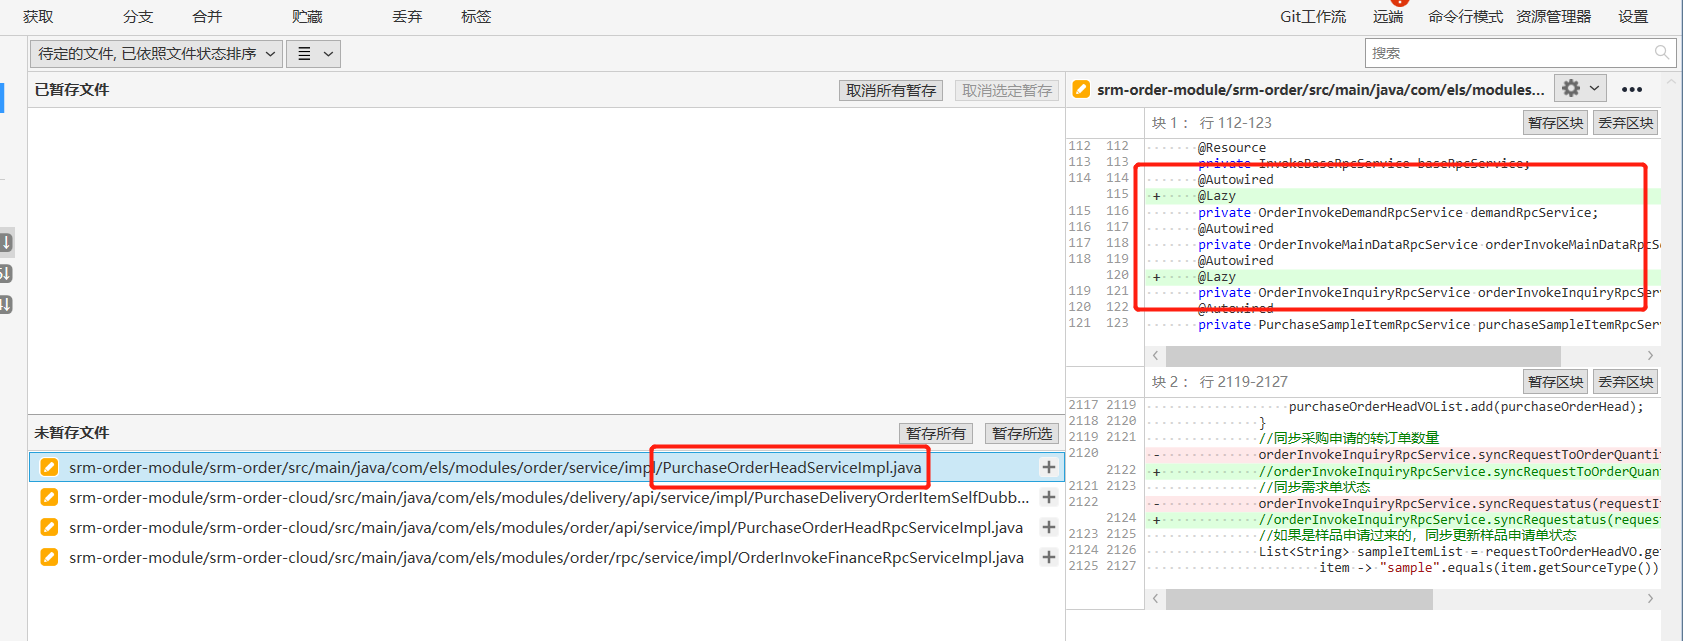 获取 分支 合并 贮藏 丢弃 标签 Git工作流 远端 命令行模式 资源管理器 设置
待定的文件, 已依照文件状态排序
搜索
已暂存文件 取消所有暂存 取消选定暂存
未暂存文件 暂存所有 暂存所选
srm-order-module/srm-order/src/main/java/com/els/modules/order/service/impl/PurchaseOrderHeadServiceImpl.java
srm-order-module/srm-order-cloud/src/main/java/com/els/modules/delivery/api/service/impl/PurchaseDeliveryOrderItemSelfDubb...
srm-order-module/srm-order-cloud/src/main/java/com/els/modules/order/api/service/impl/PurchaseOrderHeadRpcServiceImpl.java
srm-order-module/srm-order-cloud/src/main/java/com/els/modules/order/rpc/service/impl/OrderInvokeFinanceRpcServiceImpl.java
srm-order-module/srm-order/src/main/java/com/els/modules...
块 1： 行 112-123 暂存区块 丢弃区块
112 112 @Resource
113 113 private InvokeBaseRpcService baseRpcService;
114 114 @Autowired
115 + @Lazy
115 116 private OrderInvokeDemandRpcService demandRpcService;
116 117 @Autowired
117 118 private OrderInvokeMainDataRpcService orderInvokeMainDataRpcS
118 119 @Autowired
120 + @Lazy
119 121 private OrderInvokeInquiryRpcService orderInvokeInquiryRpcSer
120 122 @Autowired
121 123 private PurchaseSampleItemRpcService purchaseSampleItemRpcSer
块 2： 行 2119-2127 暂存区块 丢弃区块
2117 2119 purchaseOrderHeadVOList.add(purchaseOrderHead);
2118 2120 }
2119 2121 //同步采购申请的转订单数量
2120 - orderInvokeInquiryRpcService.syncRequestToOrderQuanti
2122 + //orderInvokeInquiryRpcService.syncRequestToOrderQuan
2121 2123 //同步需求单状态
2122 - orderInvokeInquiryRpcService.syncRequestatus(requestI
2124 + //orderInvokeInquiryRpcService.syncRequestatus(reques
2123 2125 //如果是样品申请过来的, 同步更新样品申请单状态
2124 2126 List<String> sampleItemList = requestToOrderHeadVO.ge
2125 2127 item -> "sample".equals(item.getSourceType())